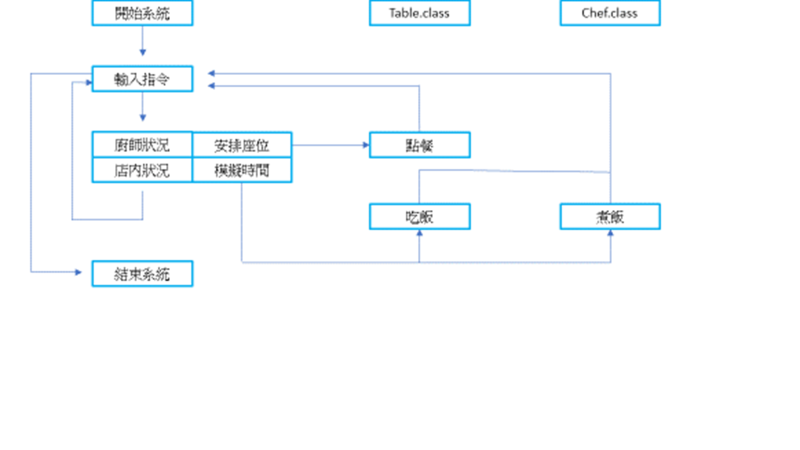 開始系統
Table.class
Chef.class
輸入指令
廚師狀況
安排座位
點餐
店內狀況
模擬時間
吃飯
煮飯
結束系統